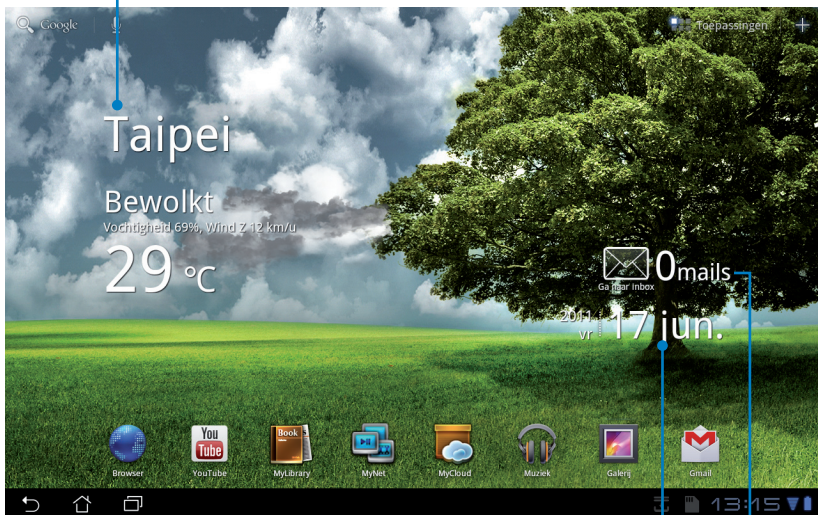 Google
Toepassingen
Taipei
Bewolkt
Vochtigheid 69%, Wind Z 12 km/u
29 °C
0mails
Ga naar Inbox
2011
vr
17 jun.
Book
You
Tube
Browser
YouTube
MyLibrary
MyNet
MyCloud
Muziek
Galerij
Gmail
13:15